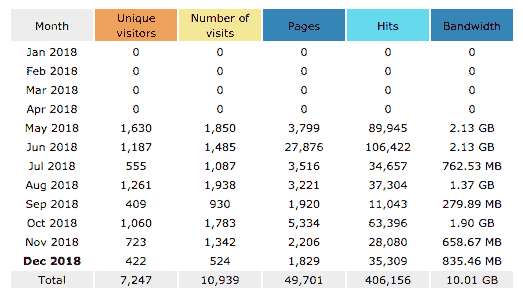 Month Unique visitors Number of visits Pages Hits Bandwidth
Jan 2018 0 0 0 0 0
Feb 2018 0 0 0 0 0
Mar 2018 0 0 0 0 0
Apr 2018 0 0 0 0 0
May 2018 1,630 1,850 3,799 89,945 2.13 GB
Jun 2018 1,187 1,485 27,876 106,422 2.13 GB
Jul 2018 555 1,087 3,516 34,657 762.53 MB
Aug 2018 1,261 1,938 3,221 37,304 1.37 GB
Sep 2018 409 930 1,920 11,043 279.89 MB
Oct 2018 1,060 1,783 5,334 63,396 1.90 GB
Nov 2018 723 1,342 2,206 28,080 658.67 MB
Dec 2018 422 524 1,829 35,309 835.46 MB
Total 7,247 10,939 49,701 406,156 10.01 GB